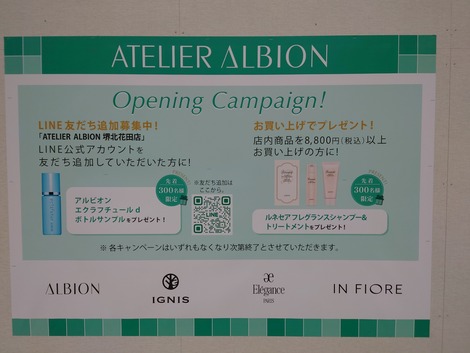 ATELIER ALBION
Opening Campaign!
LINE友だち追加募集中！
「ATELIER ALBION 堺北花田店」
LINE公式アカウントを
友だち追加していただいた方に！
先着
300名様
限定
アルビオン
エクラフチュール d
ボトルサンプルをプレゼント！
※友だち追加は
ここから。
LINE
お買い上げでプレゼント！
店内商品を8,800円(税込)以上
お買い上げの方に！
先着
300名様
限定
ルネセアフレグランスシャンプー&
トリートメントをプレゼント！
※ 各キャンペーンはいずれもなくなり次第終了とさせていただきます。
ALBION
IGNIS
Elégance
PARIS
IN FIORE